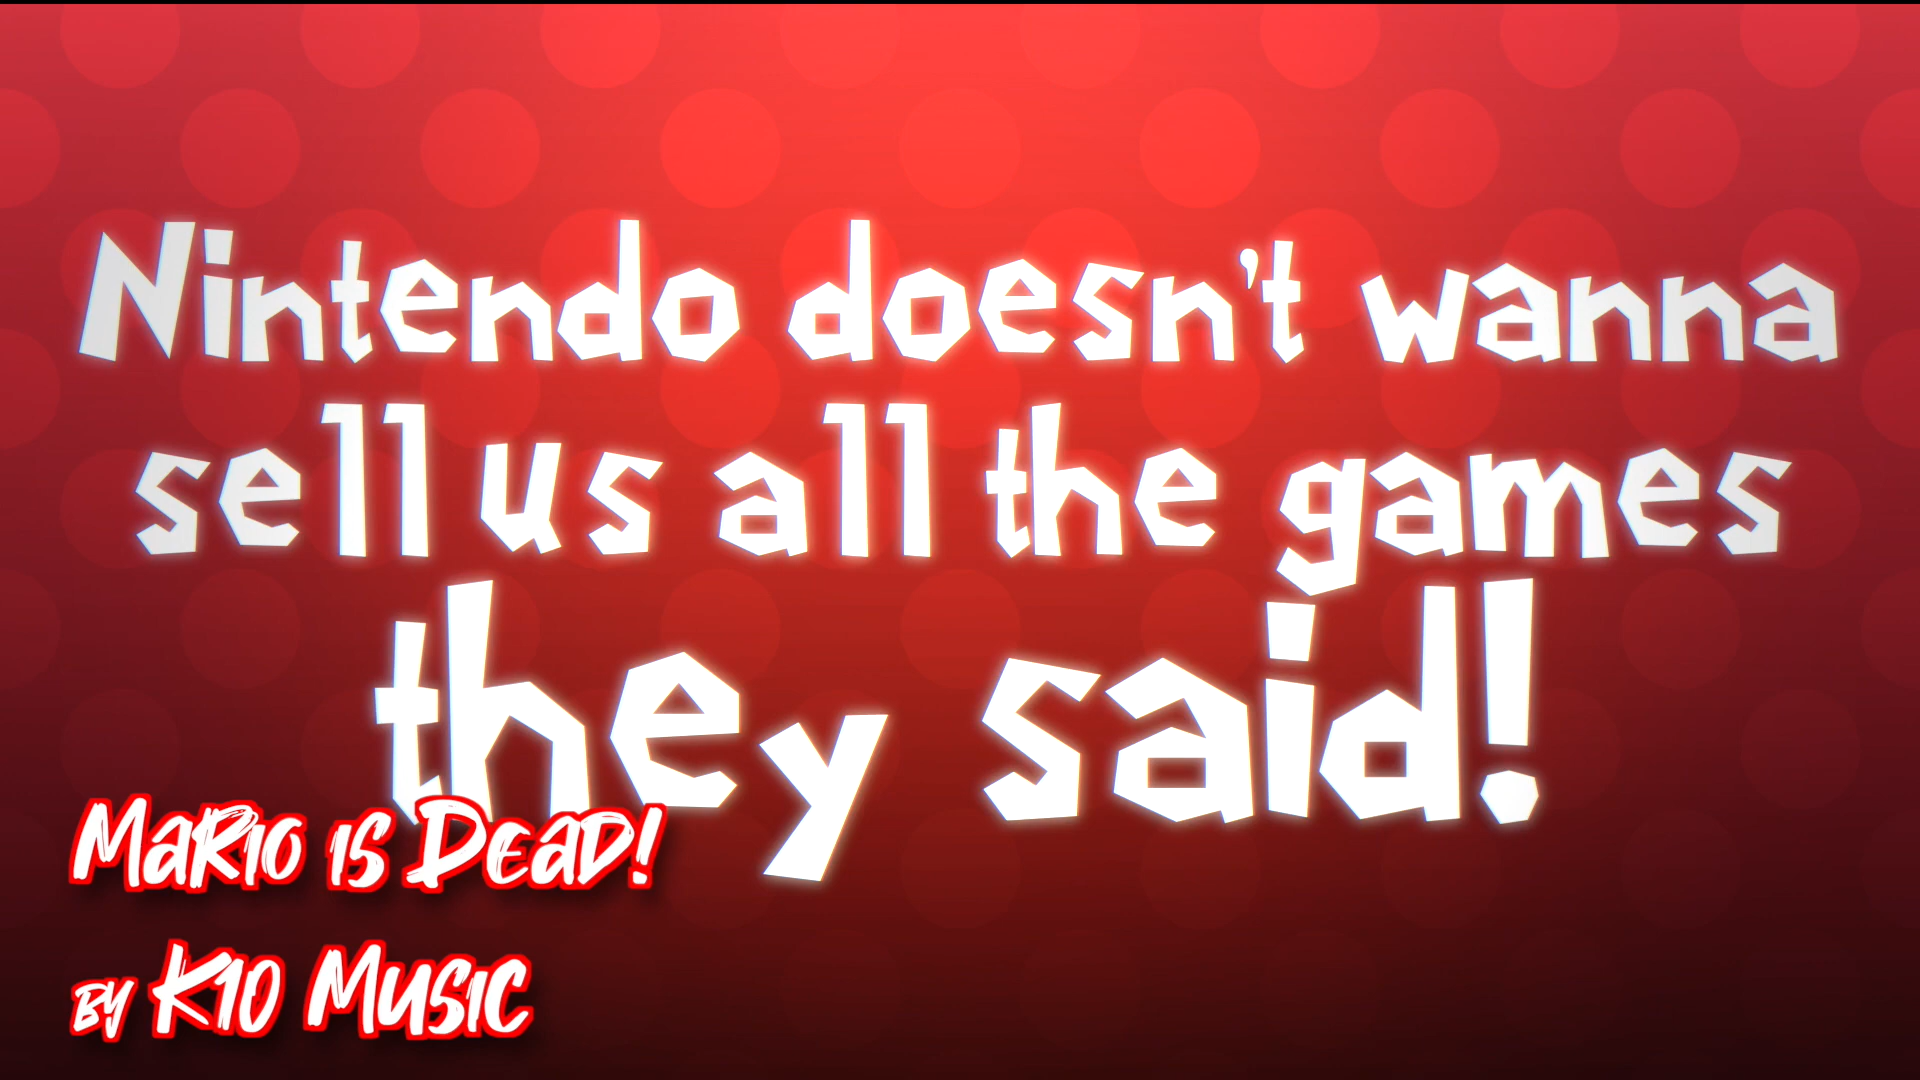 Nintendo doesn't wanna
sell us all the games
they said!
Mario is Dead!
by K10 Music